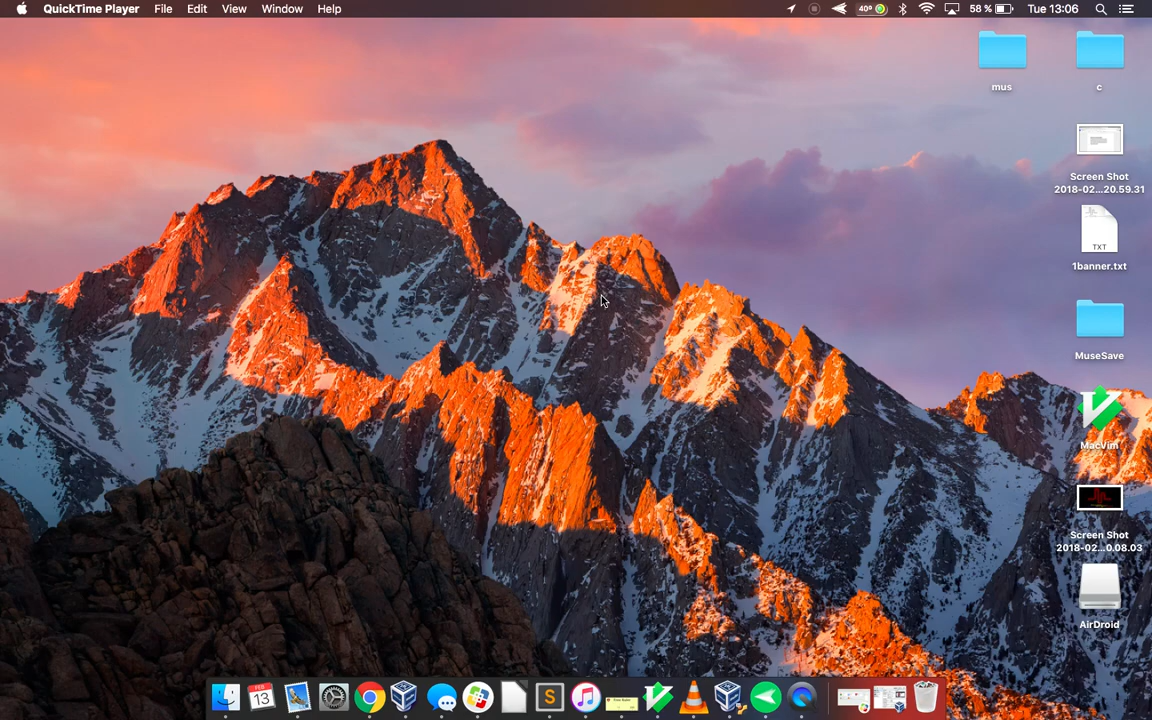 QuickTime Player File Edit View Window Help 40° 58 % Tue 13:06
mus
c
Screen Shot
2018-02...20.59.31
TXT
1banner.txt
MuseSave
MacVim
Screen Shot
2018-02...0.08.03
AirDroid
FEB
13
S